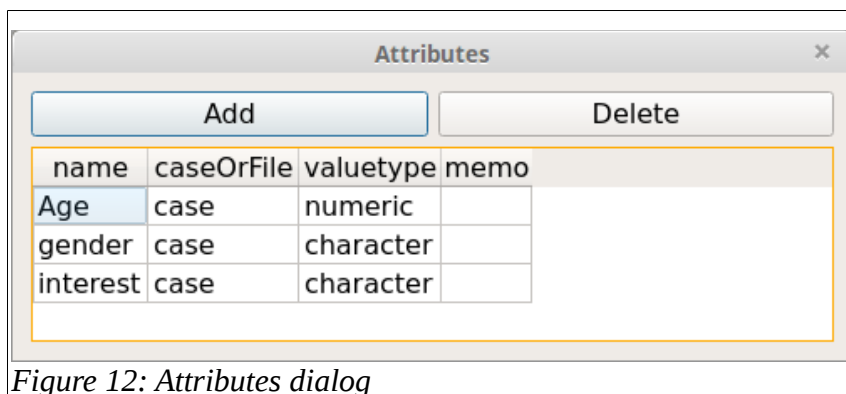 Attributes ×
Add Delete
name caseOrFile valuetype memo
Age case numeric
gender case character
interest case character
Figure 12: Attributes dialog